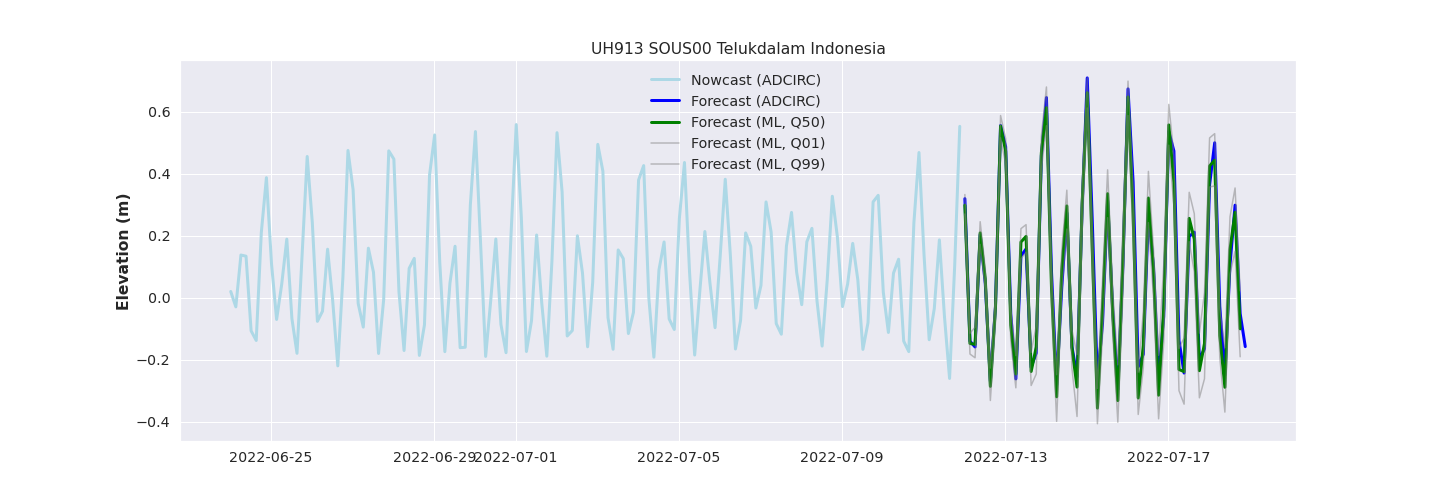 UH913 SOUS00 Telukdalam Indonesia
Nowcast (ADCIRC)
Forecast (ADCIRC)
Forecast (ML, Q50)
Forecast (ML, Q01)
Forecast (ML, Q99)
Elevation (m)
0.6
0.4
0.2
0.0
−0.2
−0.4
2022-06-25 2022-06-29 2022-07-01 2022-07-05 2022-07-09 2022-07-13 2022-07-17